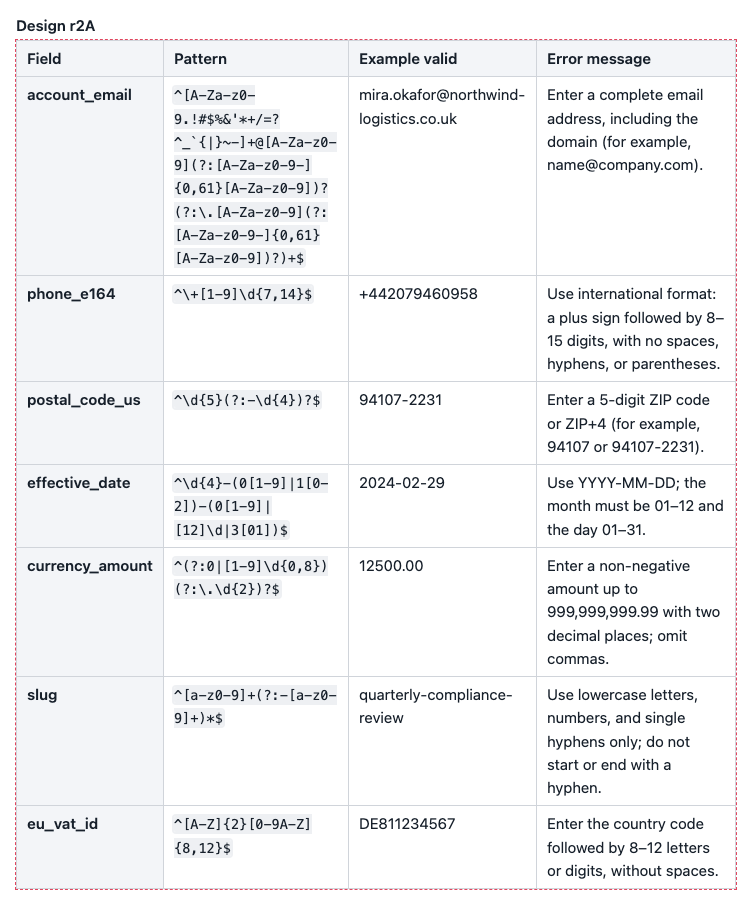 Design r2A
Field Pattern Example valid Error message
account_email
^[A-Za-z0-
9.!#$%&'*+/=?
^_`{|}~-]+@[A-Za-z0-
9](?:[A-Za-z0-9-]
{0,61}[A-Za-z0-9])?
(?:\.[A-Za-z0-9](?:
[A-Za-z0-9-]{0,61}
[A-Za-z0-9])?)+$
mira.okafor@northwind-
logistics.co.uk
Enter a complete email
address, including the
domain (for example,
name@company.com).
phone_e164
^\+[1-9]\d{7,14}$
+442079460958
Use international format:
a plus sign followed by 8–
15 digits, with no spaces,
hyphens, or parentheses.
postal_code_us
^\d{5}(?:-\d{4})?$
94107-2231
Enter a 5-digit ZIP code
or ZIP+4 (for example,
94107 or 94107-2231).
effective_date
^\d{4}-(0[1-9]|1[0-
2])-(0[1-9]|
[12]\d|3[01])$
2024-02-29
Use YYYY-MM-DD; the
month must be 01–12 and
the day 01–31.
currency_amount
^(?:0|[1-9]\d{0,8})
(?:\.\d{2})?$
12500.00
Enter a non-negative
amount up to
999,999,999.99 with two
decimal places; omit
commas.
slug
^[a-z0-9]+(?:-[a-z0-
9]+)*$
quarterly-compliance-
review
Use lowercase letters,
numbers, and single
hyphens only; do not
start or end with a
hyphen.
eu_vat_id
^[A-Z]{2}[0-9A-Z]
{8,12}$
DE811234567
Enter the country code
followed by 8–12 letters
or digits, without spaces.